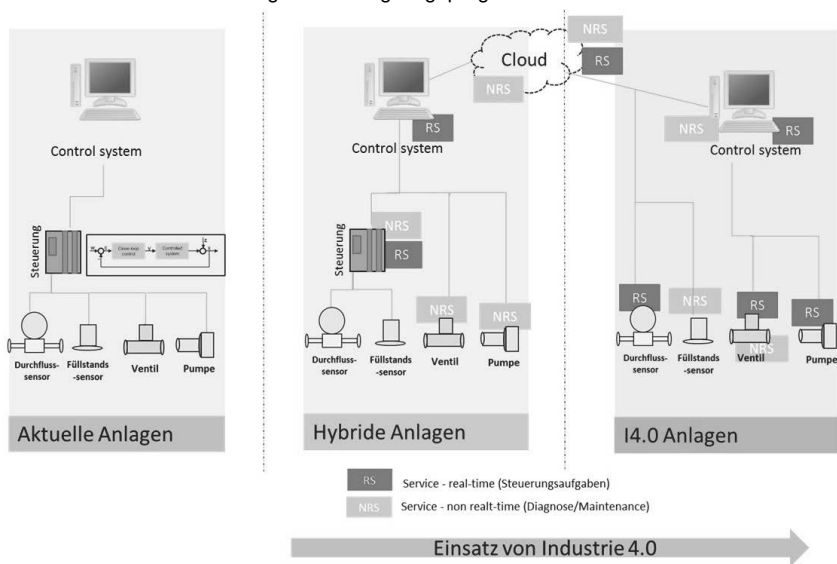 NRS
Cloud
RS
NRS
NRS
RS
RS
Control system
Control system
Control system
Steuerung
Closed loop control
Controlled system
Steuerung
NRS
RS
NRS
NRS
RS
NRS
RS
RS
NRS
Durchfluss-
sensor
Füllstands
-sensor
Ventil
Pumpe
Durchfluss-
sensor
Füllstands
-sensor
Ventil
Pumpe
Durchfluss-
sensor
Füllstands
-sensor
Ventil
Pumpe
Aktuelle Anlagen
Hybride Anlagen
I4.0 Anlagen
RS
Service - real-time (Steuerungsaufgaben)
NRS
Service - non realt-time (Diagnose/Maintenance)
Einsatz von Industrie 4.0